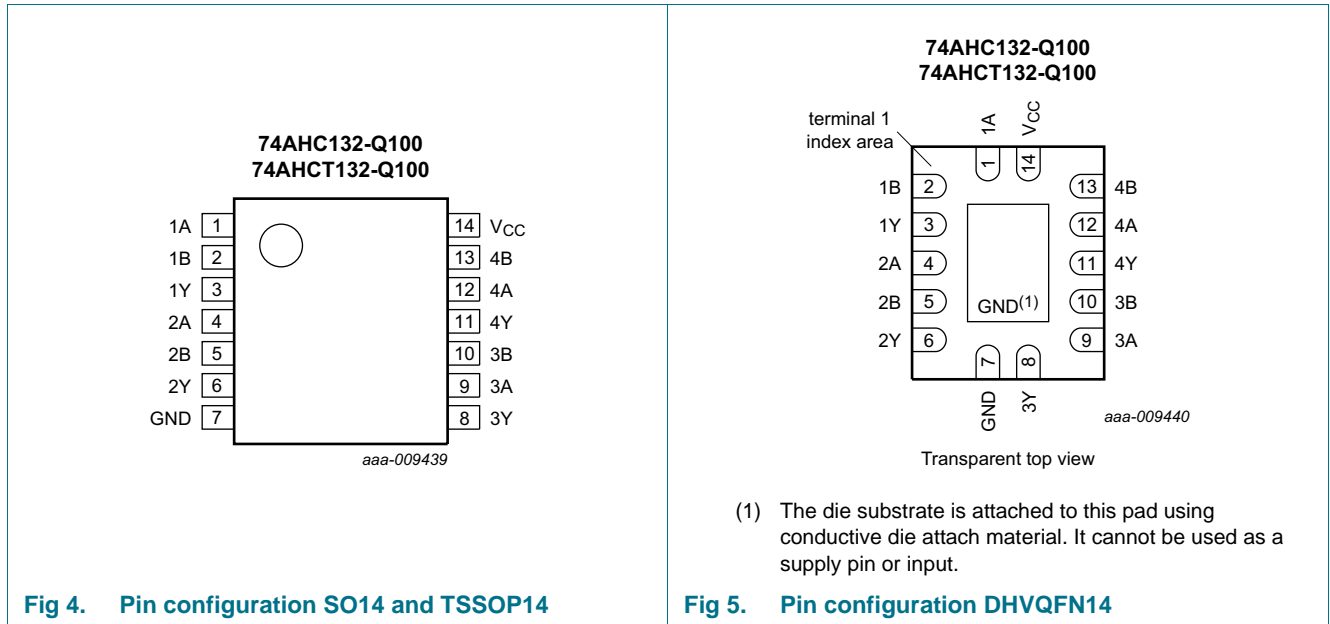 74AHC132-Q100
74AHCT132-Q100
1A 1
1B 2
1Y 3
2A 4
2B 5
2Y 6
GND 7
14 VCC
13 4B
12 4A
11 4Y
10 3B
9 3A
8 3Y
aaa-009439
Fig 4. Pin configuration SO14 and TSSOP14
74AHC132-Q100
74AHCT132-Q100
terminal 1
index area
1A VCC
1 14
1B 2
1Y 3
2A 4
2B 5
2Y 6
13 4B
12 4A
11 4Y
10 3B
9 3A
GND(1)
7 8
GND 3Y
aaa-009440
Transparent top view
(1) The die substrate is attached to this pad using
conductive die attach material. It cannot be used as a
supply pin or input.
Fig 5. Pin configuration DHVQFN14